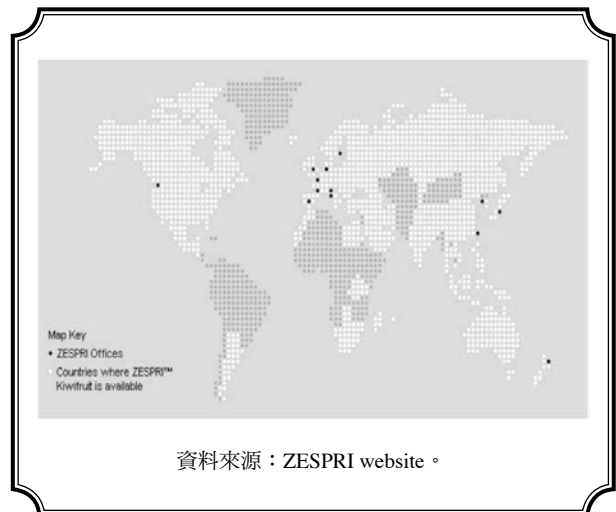 Map Key
• ZESPRI Offices
Countries where ZESPRI™
Kiwifruit is available
資料來源：ZESPRI website。